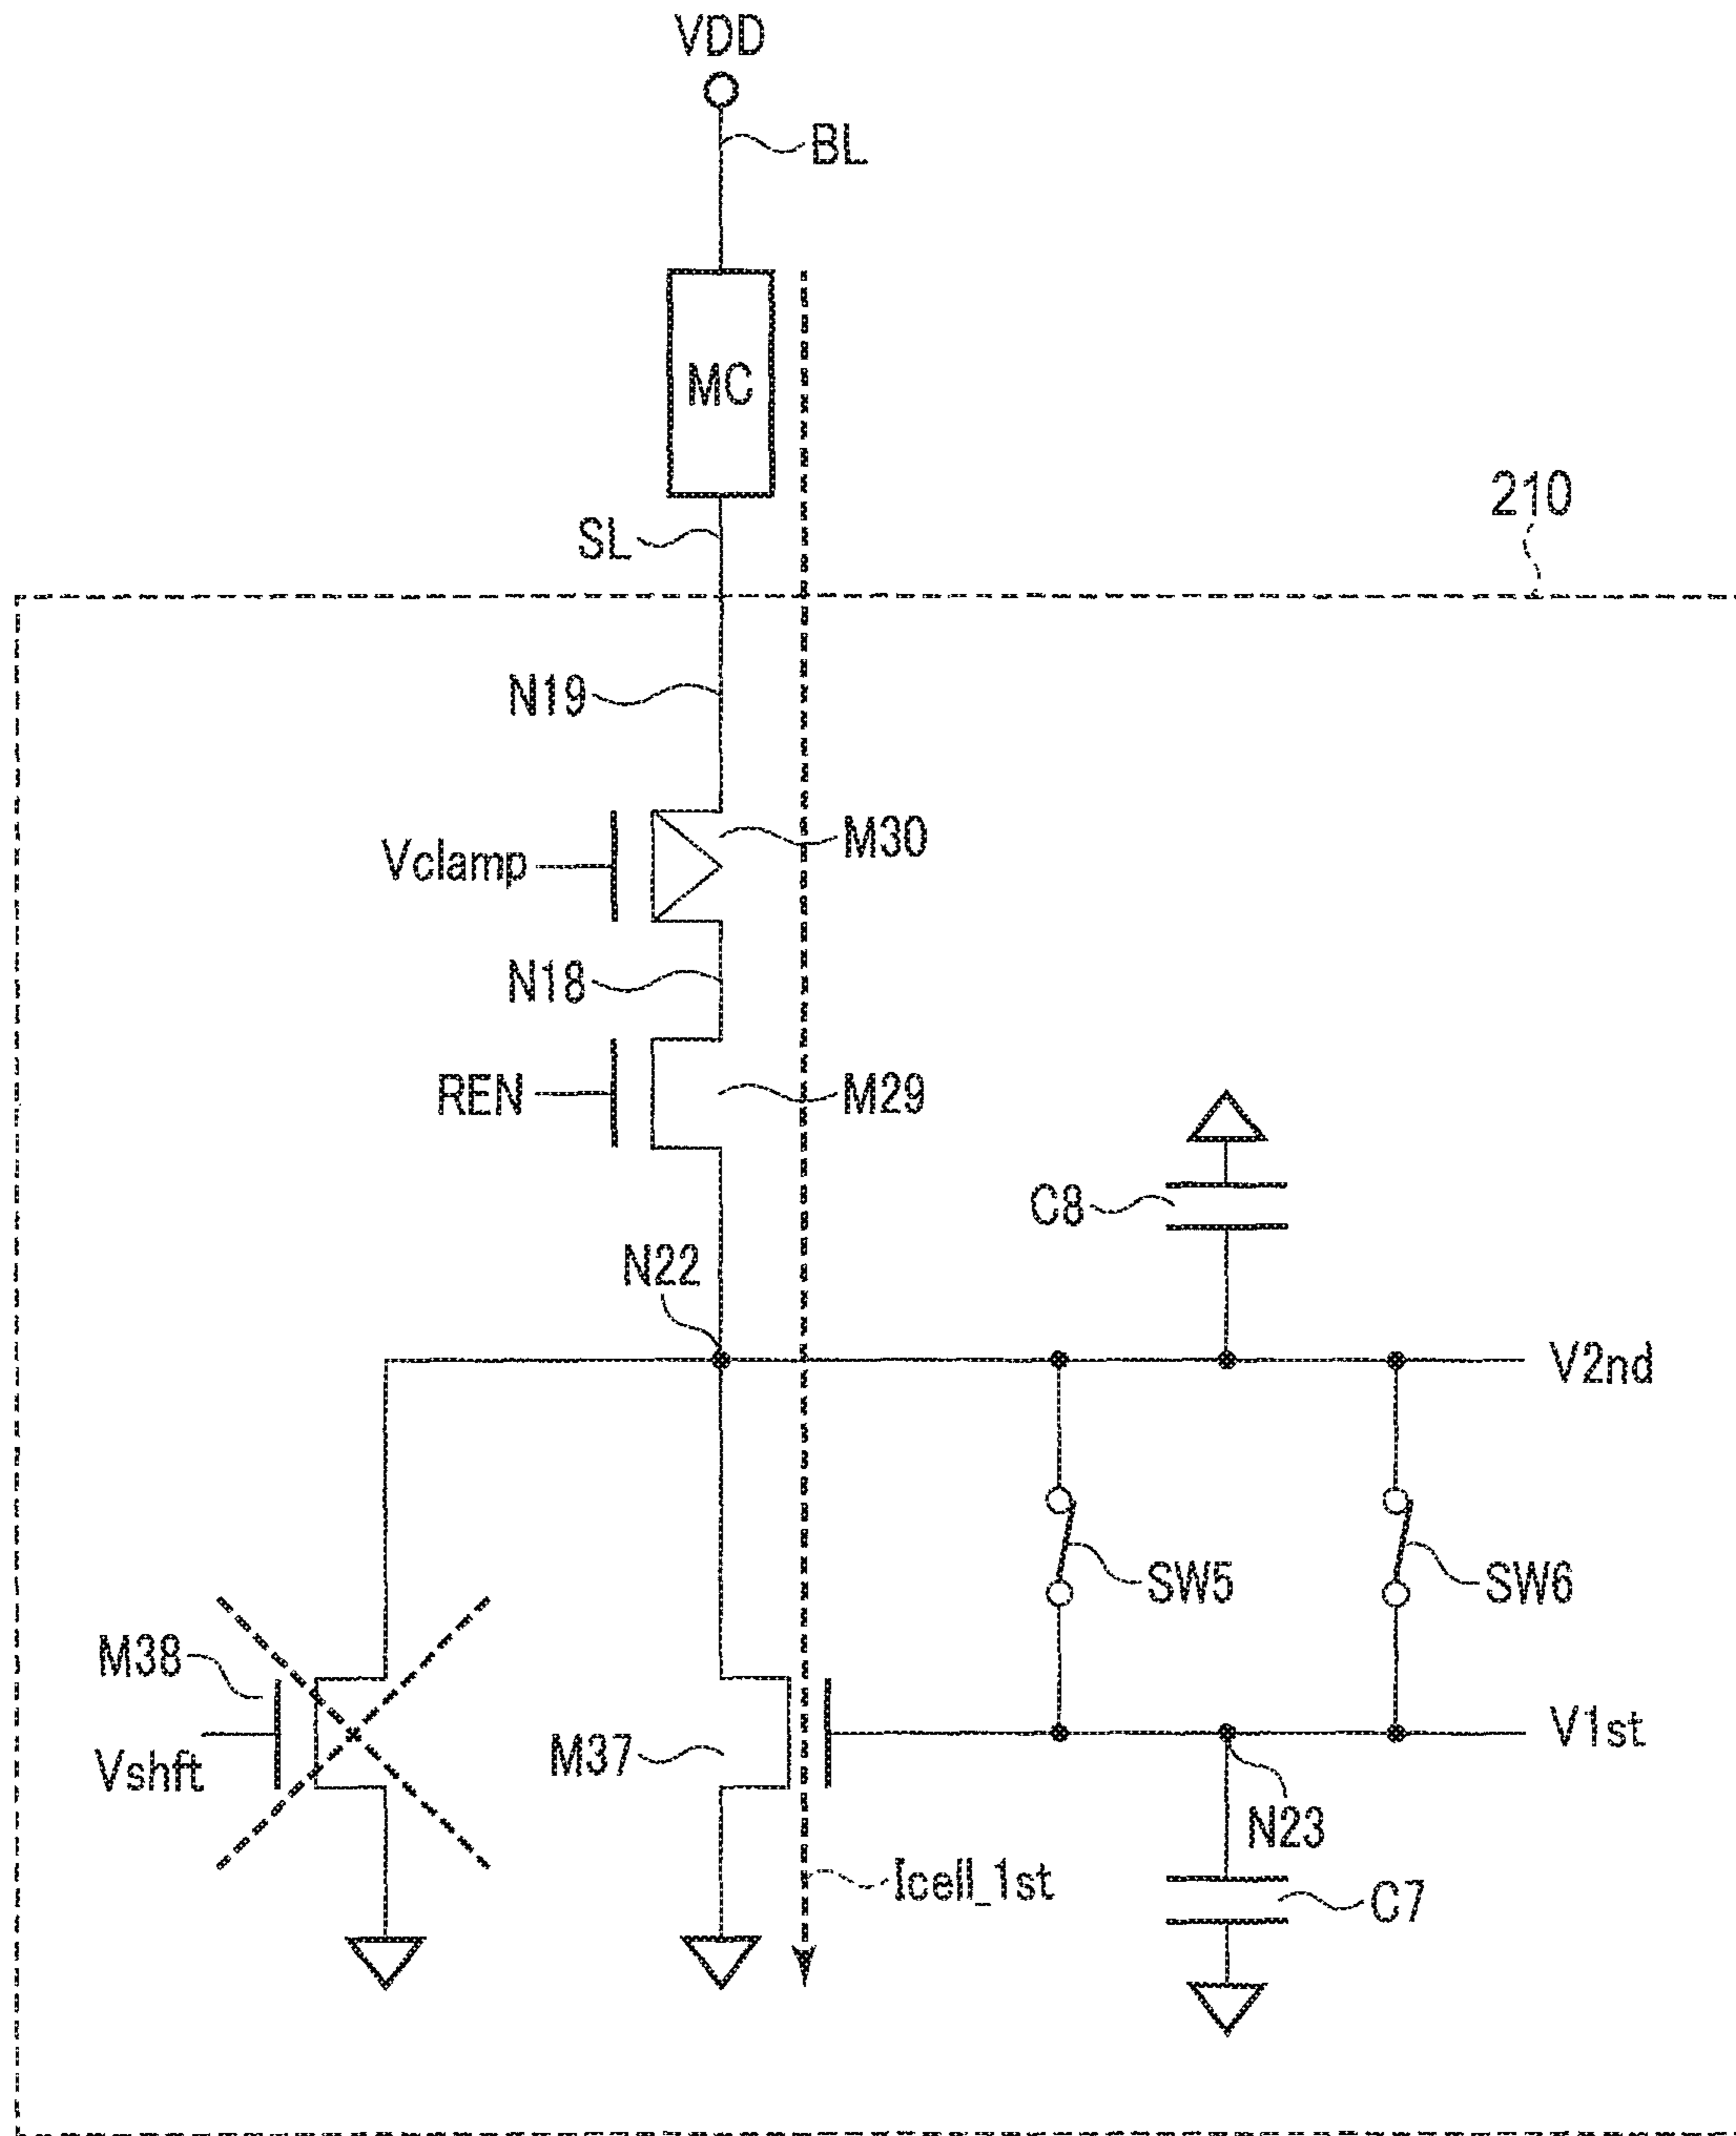 VDD
BL
MC
SL
210
N19
Vclamp
M30
N18
REN
M29
C8
N22
V2nd
SW5
SW6
M38
Vshft
M37
V1st
N23
Icell_1st
C7